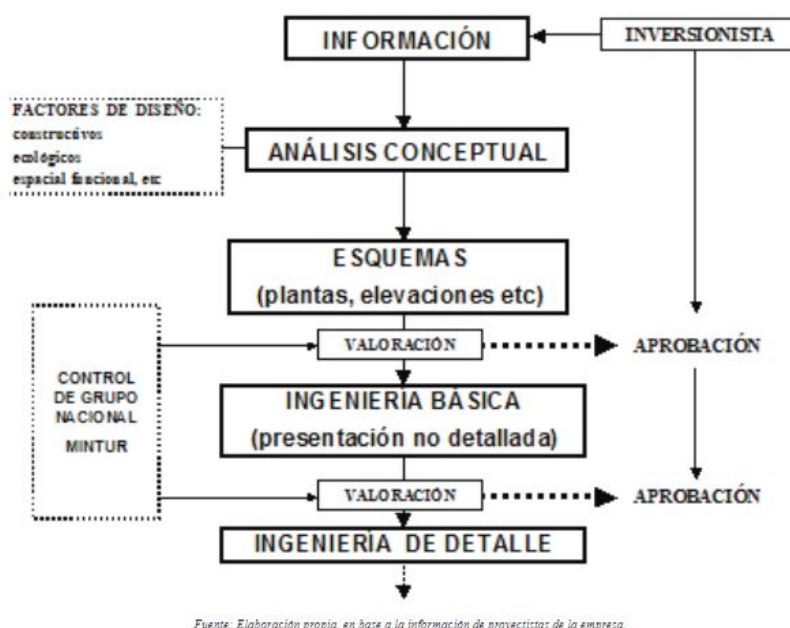 INFORMACIÓN
INVERSIONISTA
FACTORES DE DISEÑO:
constructivos
ecológicos
espacial funcional, etc
ANÁLISIS CONCEPTUAL
ESQUEMAS
(plantas, elevaciones etc)
VALORACIÓN
APROBACIÓN
CONTROL
DE GRUPO
NACIONAL
MINTUR
INGENIERIA BÀSICA
(presentación no detallada)
VALORACIÓN
APROBACIÓN
INGENIERÌA DE DETALLE
Fuente: Elaboración propia, en base a la información de proyectistas de la empresa.